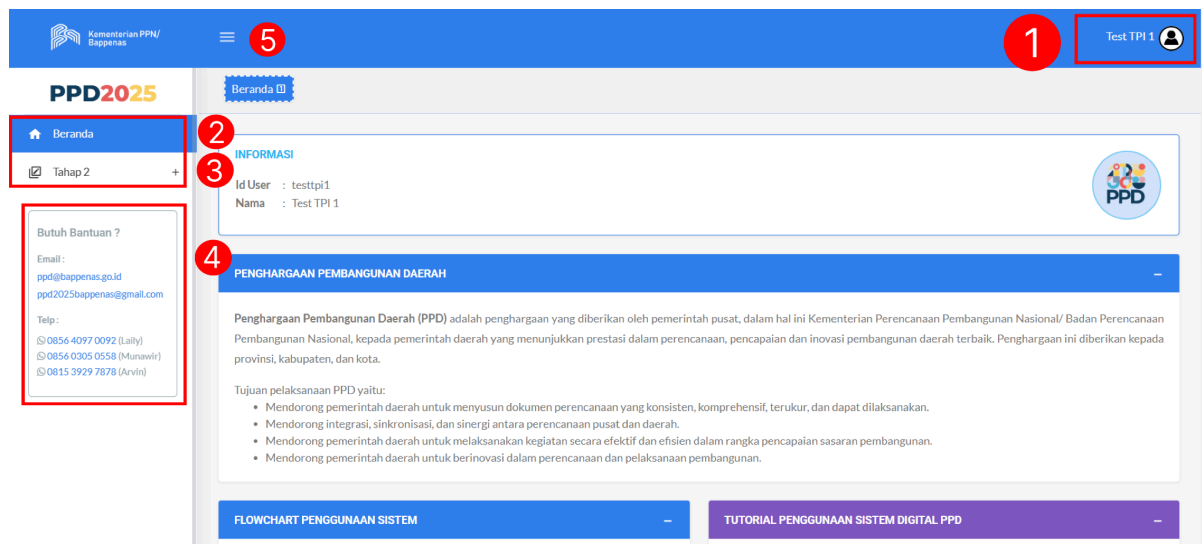 Kementerian PPN/
Bappenas
5
1
Test TPI 1
PPD2025
Beranda
Beranda
2
Tahap 2 +
3
INFORMASI
Id User : testtpi1
Nama : Test TPI 1
PPD
Butuh Bantuan ?
Email :
ppd@bappenas.go.id
ppd2025bappenas@gmail.com
Telp :
0856 4097 0092 (Laily)
0856 0305 0558 (Munawir)
0815 3929 7878 (Arvin)
4
PENGHARGAAN PEMBANGUNAN DAERAH –
Penghargaan Pembangunan Daerah (PPD) adalah penghargaan yang diberikan oleh pemerintah pusat, dalam hal ini Kementerian Perencanaan Pembangunan Nasional/ Badan Perencanaan
Pembangunan Nasional, kepada pemerintah daerah yang menunjukkan prestasi dalam perencanaan, pencapaian dan inovasi pembangunan daerah terbaik. Penghargaan ini diberikan kepada
provinsi, kabupaten, dan kota.
Tujuan pelaksanaan PPD yaitu:
• Mendorong pemerintah daerah untuk menyusun dokumen perencanaan yang konsisten, komprehensif, terukur, dan dapat dilaksanakan.
• Mendorong integrasi, sinkronisasi, dan sinergi antara perencanaan pusat dan daerah.
• Mendorong pemerintah daerah untuk melaksanakan kegiatan secara efektif dan efisien dalam rangka pencapaian sasaran pembangunan.
• Mendorong pemerintah daerah untuk berinovasi dalam perencanaan dan pelaksanaan pembangunan.
FLOWCHART PENGGUNAAN SISTEM –
TUTORIAL PENGGUNAAN SISTEM DIGITAL PPD –